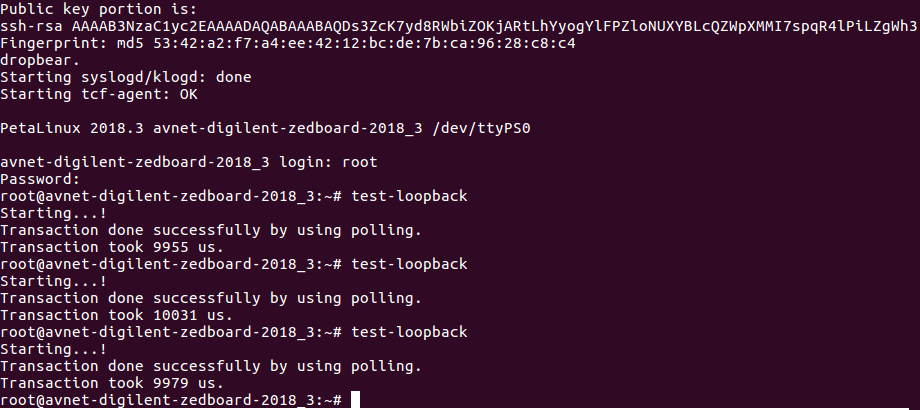 Public key portion is:
ssh-rsa AAAAB3NzaC1yc2EAAAADAQABAAABAQDs3ZcK7yd8RWbiZOKjARtLhYyogYlFPZloNUXYBLcQZWpXMMI7spqR4lPiLZgWh3
Fingerprint: md5 53:42:a2:f7:a4:ee:42:12:bc:de:7b:ca:96:28:c8:c4
dropbear.
Starting syslogd/klogd: done
Starting tcf-agent: OK
PetaLinux 2018.3 avnet-digilent-zedboard-2018_3 /dev/ttyPS0
avnet-digilent-zedboard-2018_3 login: root
Password:
root@avnet-digilent-zedboard-2018_3:~# test-loopback
Starting...!
Transaction done successfully by using polling.
Transaction took 9955 us.
root@avnet-digilent-zedboard-2018_3:~# test-loopback
Starting...!
Transaction done successfully by using polling.
Transaction took 10031 us.
root@avnet-digilent-zedboard-2018_3:~# test-loopback
Starting...!
Transaction done successfully by using polling.
Transaction took 9979 us.
root@avnet-digilent-zedboard-2018_3:~#